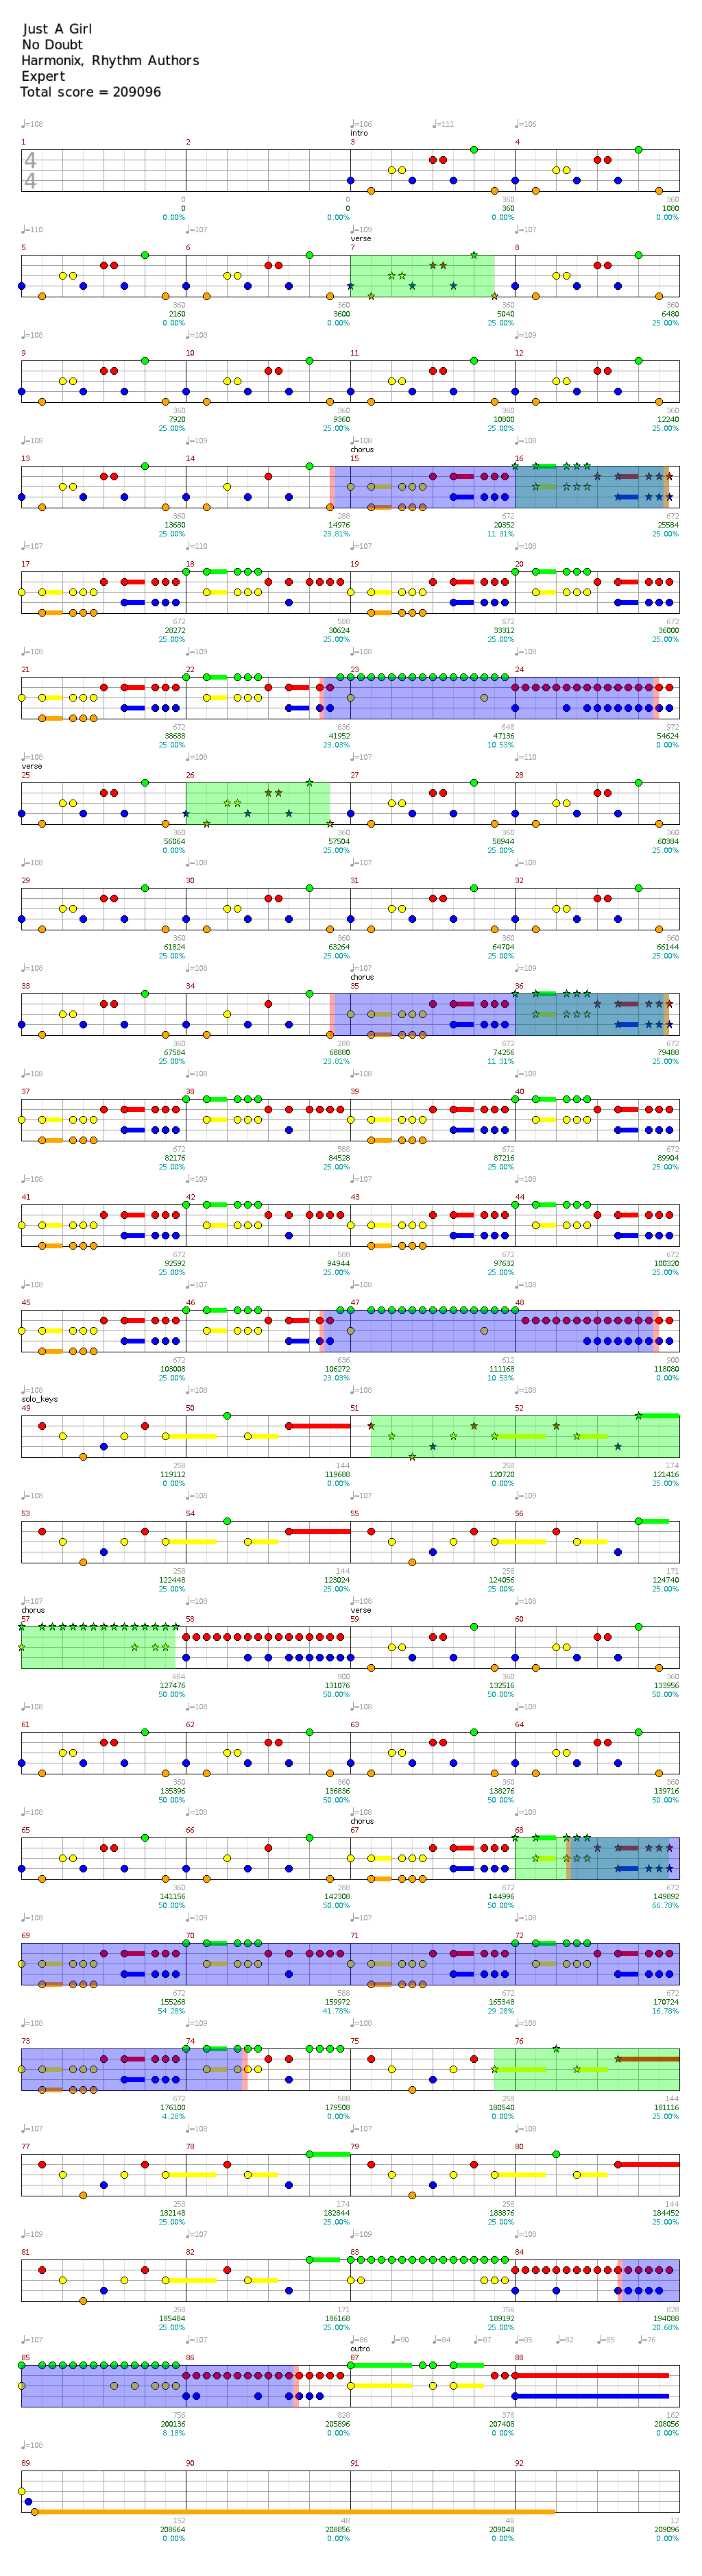 Just A Girl
No Doubt
Harmonix, Rhythm Authors
Expert
Total score = 209096
♩=108 ♩=106 ♩=111 ♩=106
intro
1 2 3 4
4
4
0 0 360 360
0 0 360 1080
0.00% 0.00% 0.00% 0.00%
♩=110 ♩=107 ♩=109
verse
5 6 7 8
360 360 360 360
2160 3600 5040 6480
0.00% 0.00% 25.00% 25.00%
♩=108 ♩=108 ♩=109
9 10 11 12
360 360 360 360
7920 9360 10800 12240
25.00% 25.00% 25.00% 25.00%
♩=108 ♩=109 ♩=108
chorus
13 14 15 16
360 288 672 672
13680 14976 20352 25584
25.00% 23.81% 11.31% 25.00%
♩=107 ♩=110 ♩=109 ♩=108
17 18 19 20
672 588 672 672
28272 30624 33312 36000
25.00% 25.00% 25.00% 25.00%
♩=108 ♩=109 ♩=108
21 22 23 24
672 636 648 972
38688 41952 47136 54624
25.00% 23.03% 10.53% 0.00%
♩=108 ♩=109 ♩=107 ♩=110
verse
25 26 27 28
360 360 360 360
56064 57504 58944 60384
0.00% 25.00% 25.00% 25.00%
♩=108 ♩=108 ♩=107 ♩=108
29 30 31 32
360 360 360 360
61824 63264 64704 66144
25.00% 25.00% 25.00% 25.00%
♩=108 ♩=108 ♩=109
chorus
33 34 35 36
360 288 672 672
67584 68880 74256 79488
25.00% 23.81% 11.31% 25.00%
♩=108 ♩=108 ♩=108 ♩=108
37 38 39 40
672 588 672 672
82176 84528 87216 89904
25.00% 25.00% 25.00% 25.00%
♩=108 ♩=109 ♩=107 ♩=108
41 42 43 44
672 588 672 672
92592 94944 97632 100320
25.00% 25.00% 25.00% 25.00%
♩=108 ♩=107 ♩=108 ♩=108
45 46 47 48
672 636 612 900
103008 106272 111168 118080
25.00% 23.03% 10.53% 0.00%
♩=108 ♩=108 ♩=108 ♩=108
solo_keys
49 50 51 52
258 144 258 174
119112 119688 120720 121416
0.00% 0.00% 0.00% 25.00%
♩=108 ♩=108 ♩=107 ♩=109
53 54 55 56
258 144 258 171
122448 123024 124056 124740
25.00% 25.00% 25.00% 25.00%
♩=107 ♩=108 ♩=108
chorus verse
57 58 59 60
684 900 360 360
127476 131076 132516 133956
50.00% 50.00% 50.00% 50.00%
♩=108 ♩=108 ♩=108 ♩=108
61 62 63 64
360 360 360 360
135396 136836 138276 139716
50.00% 50.00% 50.00% 50.00%
♩=108 ♩=108 ♩=108
chorus
65 66 67 68
360 288 672 672
141156 142308 144996 149892
50.00% 50.00% 50.00% 66.78%
♩=108 ♩=109 ♩=107 ♩=108
69 70 71 72
672 588 672 672
155268 159972 165348 170724
54.28% 41.78% 29.28% 16.78%
♩=108 ♩=109 ♩=107 ♩=108
73 74 75 76
672 588 258 144
176100 179508 180540 181116
4.28% 0.00% 0.00% 25.00%
♩=107 ♩=108 ♩=107 ♩=108
77 78 79 80
258 174 258 144
182148 182844 183876 184452
25.00% 25.00% 25.00% 25.00%
♩=109 ♩=107 ♩=109 ♩=108
81 82 83 84
258 171 756 828
185484 186168 189192 194088
25.00% 25.00% 25.00% 20.68%
♩=107 ♩=107 ♩=86 ♩=90 ♩=84 ♩=87 ♩=85 ♩=82 ♩=85 ♩=76
outro
85 86 87 88
756 828 378 162
200136 205896 207408 208056
8.18% 0.00% 0.00% 0.00%
♩=108
89 90 91 92
152 48 48 12
208664 208856 209048 209096
0.00% 0.00% 0.00% 0.00%